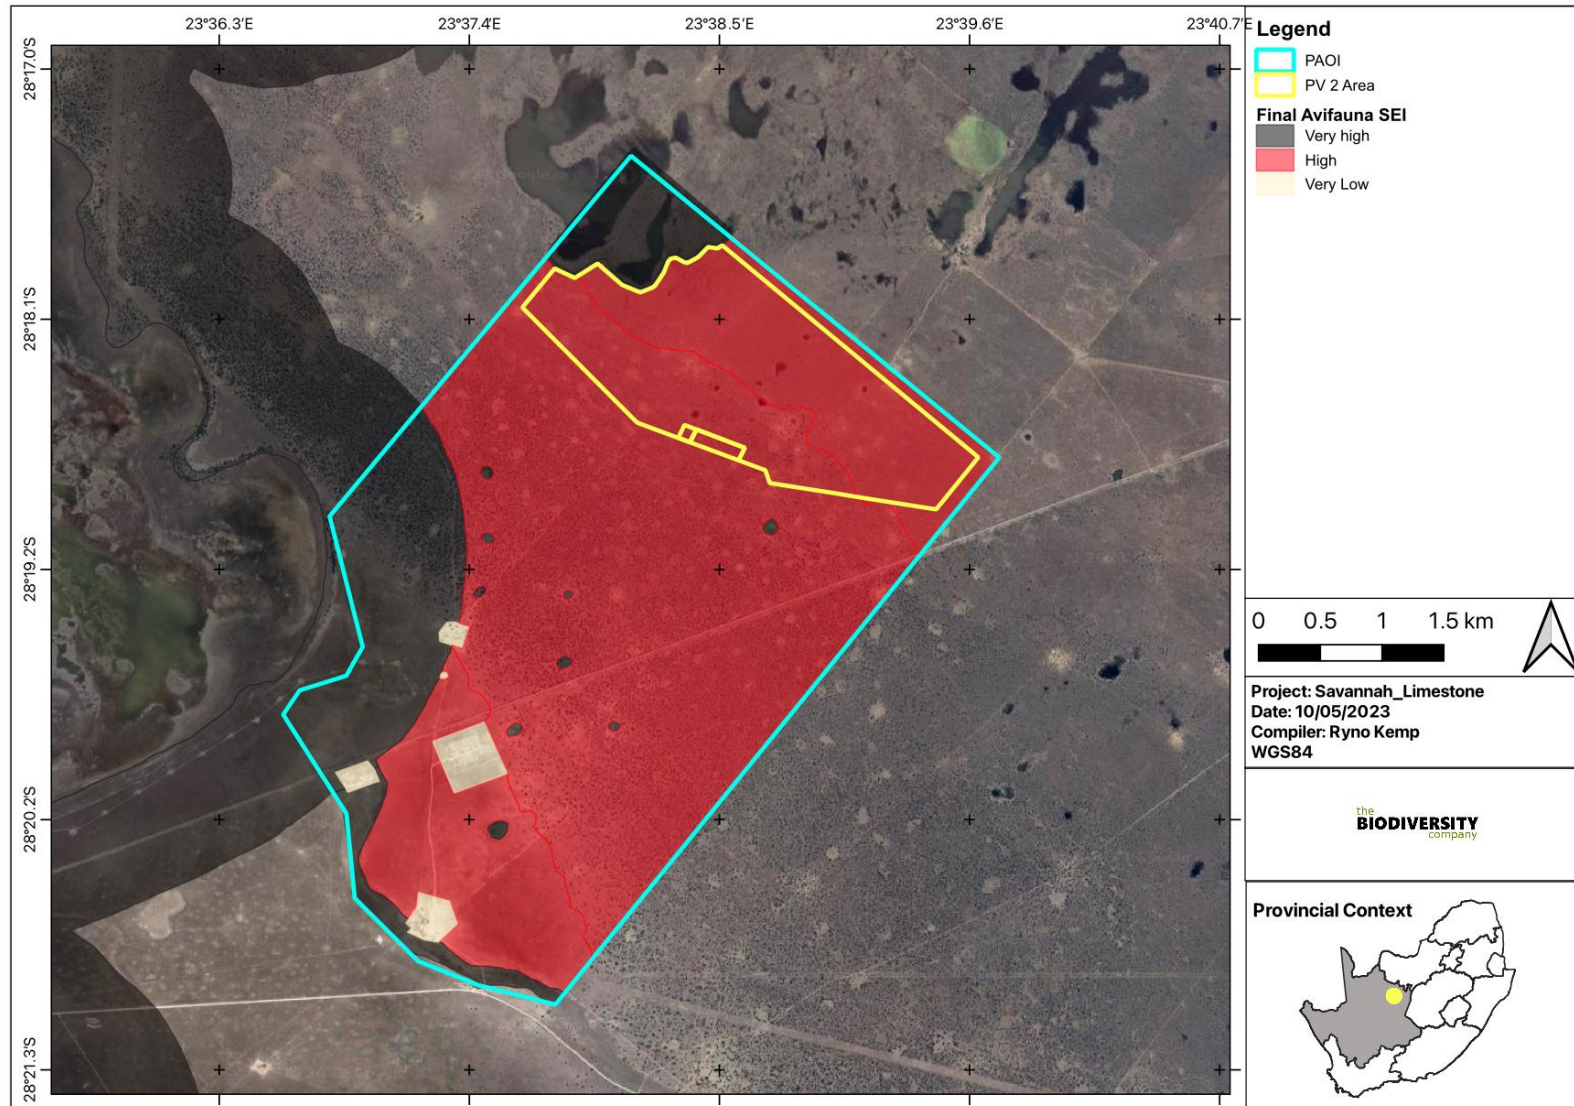 23°36.3′E 23°37.4′E 23°38.5′E 23°39.6′E 23°40.7′E
28°17.0′S
28°18.1′S
28°19.2′S
28°20.2′S
28°21.3′S
Legend
PAOI
PV 2 Area
Final Avifauna SEI
Very high
High
Very Low
0 0.5 1 1.5 km
Project: Savannah_Limestone
Date: 10/05/2023
Compiler: Ryno Kemp
WGS84
the
BIODIVERSITY
company
Provincial Context